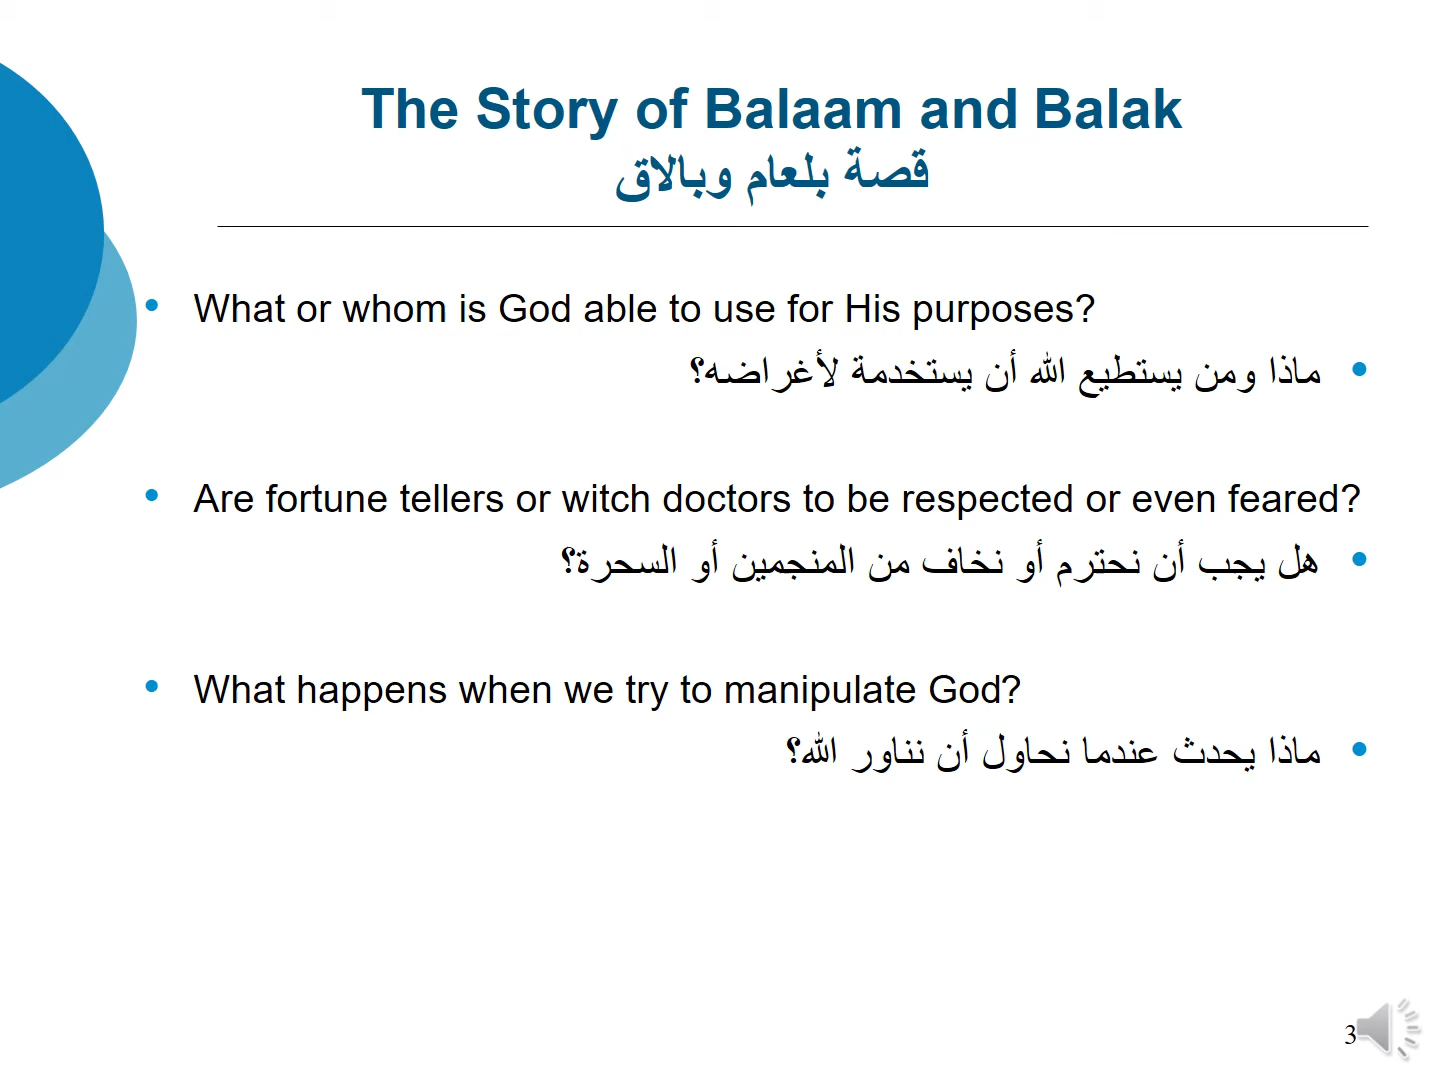 The Story of Balaam and Balak
قصة بلعام وبالاق
• What or whom is God able to use for His purposes?
• ماذا ومن يستطيع الله أن يستخدمة لأغراضه؟
• Are fortune tellers or witch doctors to be respected or even feared?
• هل يجب أن نحترم أو نخاف من المنجمين أو السحرة؟
• What happens when we try to manipulate God?
• ماذا يحدث عندما نحاول أن نناور الله؟
3